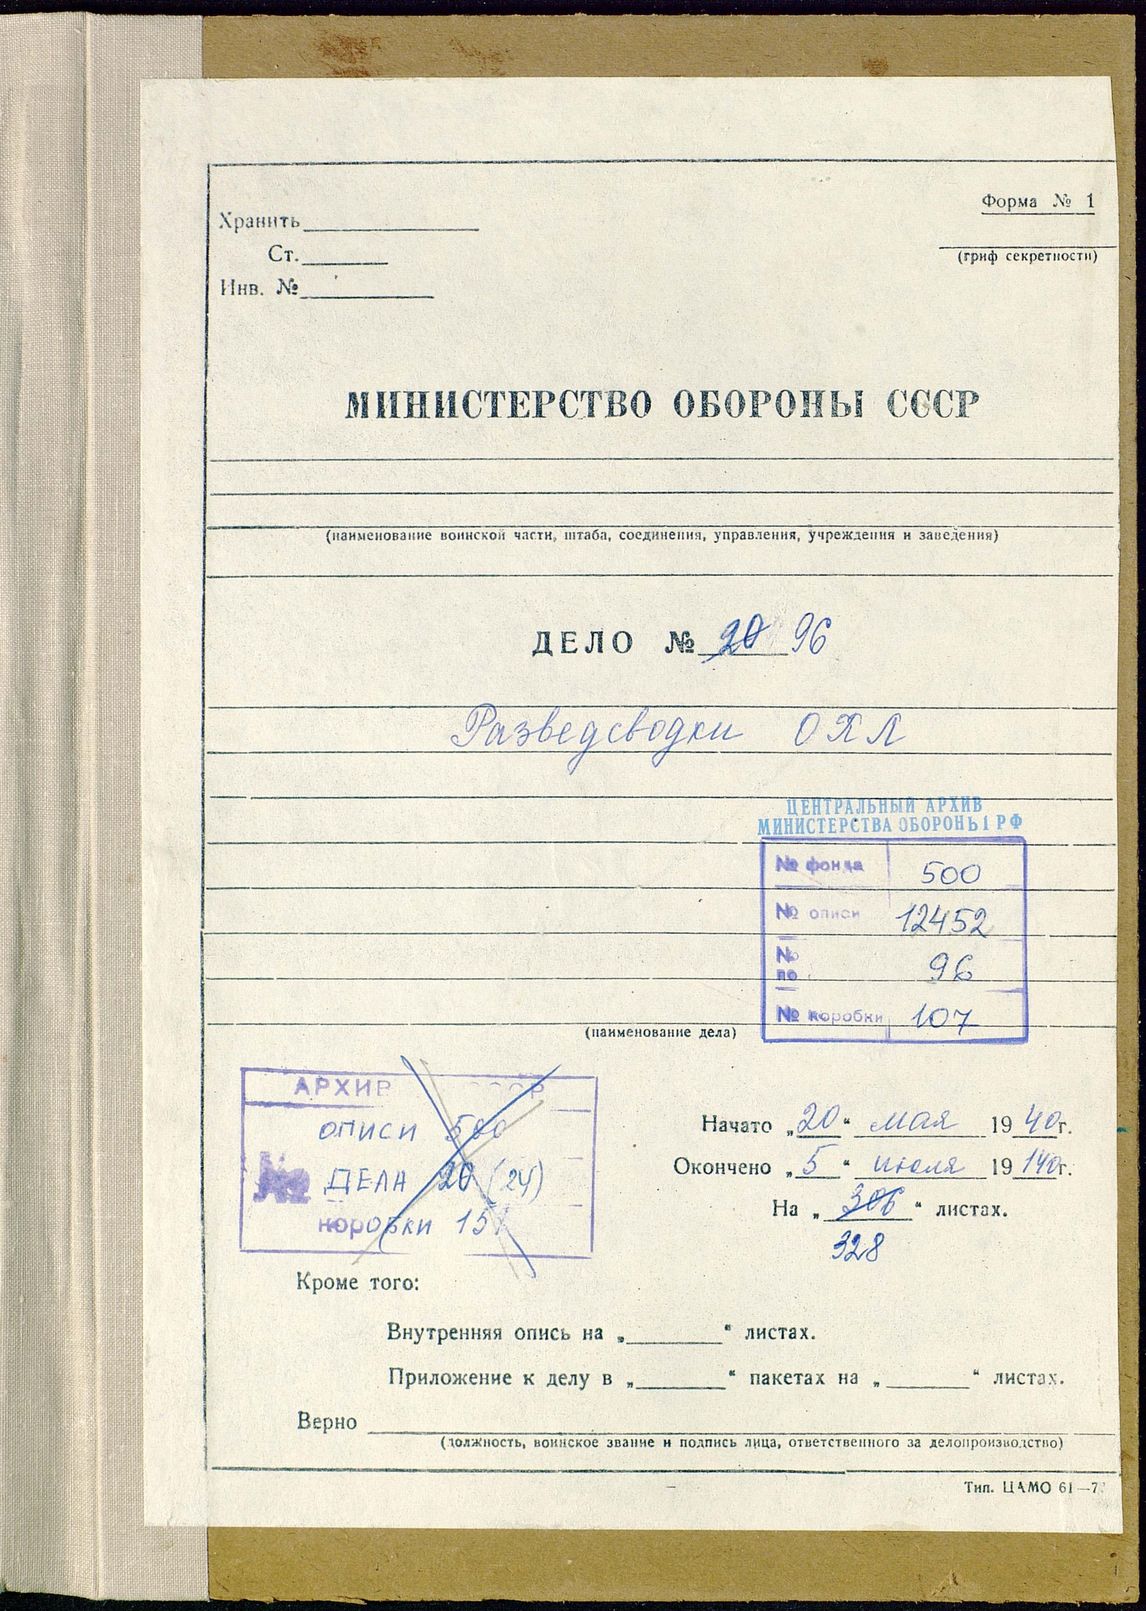 Форма № 1
Хранить
(гриф секретности)
Ст.
Инв. №
МИНИСТЕРСТВО ОБОРОНЫ СССР
(наименование воинской части, штаба, соединения, управления, учреждения и заведения)
ДЕЛО № 20 96
Разведсводки ОХЛ
ЦЕНТРАЛЬНЫЙ АРХИВ
МИНИСТЕРСТВА ОБОРОНЫ РФ
№ фонда 500
№ описи 12452
№ по 96
№ коробки 107
(наименование дела)
АРХИВ СССР
описи 500
№ ДЕЛА 20 (24)
коробки
Начато „20“ мая 1940г.
Окончено „5“ июля 19140г.
На „306“ листах.
328
Кроме того:
Внутренняя опись на „ “ листах.
Приложение к делу в „ “ пакетах на „ “ листах.
Верно
(должность, воинское звание и подпись лица, ответственного за делопроизводство)
Тип. ЦАМО 61—7